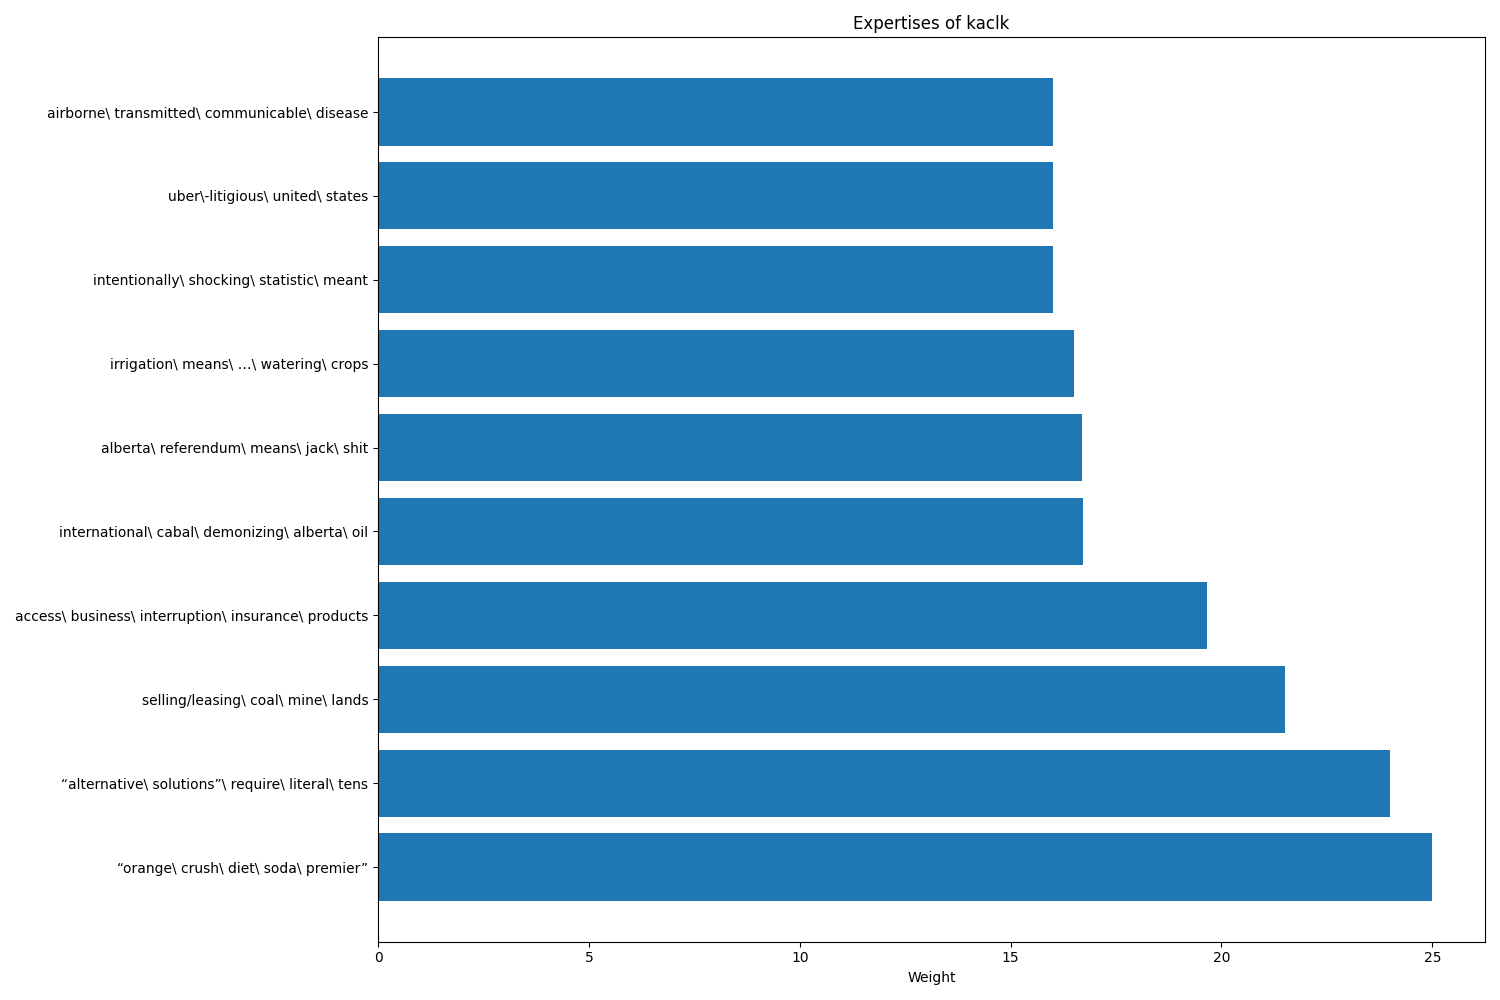 Expertises of kaclk
airborne\ transmitted\ communicable\ disease
uber\-litigious\ united\ states
intentionally\ shocking\ statistic\ meant
irrigation\ means\ …\ watering\ crops
alberta\ referendum\ means\ jack\ shit
international\ cabal\ demonizing\ alberta\ oil
access\ business\ interruption\ insurance\ products
selling/leasing\ coal\ mine\ lands
“alternative\ solutions”\ require\ literal\ tens
“orange\ crush\ diet\ soda\ premier”
0 5 10 15 20 25
Weight